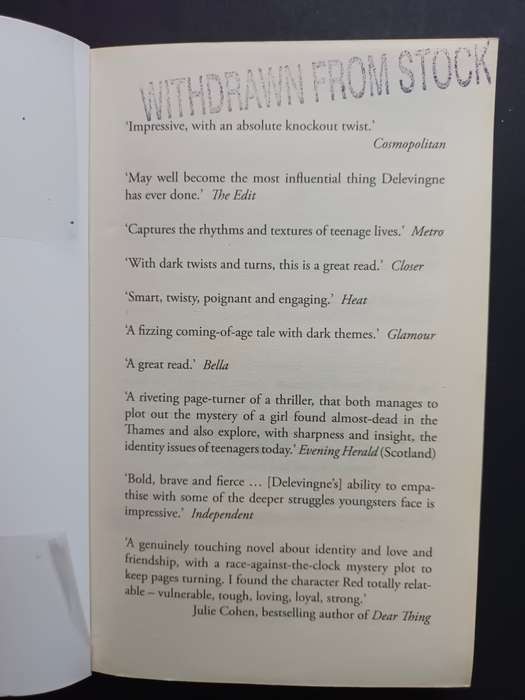 WITHDRAWN FROM STOCK
'Impressive, with an absolute knockout twist.'
Cosmopolitan
'May well become the most influential thing Delevingne
has ever done.' The Edit
'Captures the rhythms and textures of teenage lives.' Metro
'With dark twists and turns, this is a great read.' Closer
'Smart, twisty, poignant and engaging.' Heat
'A fizzing coming-of-age tale with dark themes.' Glamour
'A great read.' Bella
'A riveting page-turner of a thriller, that both manages to
plot out the mystery of a girl found almost-dead in the
Thames and also explore, with sharpness and insight, the
identity issues of teenagers today.' Evening Herald (Scotland)
'Bold, brave and fierce … [Delevingne's] ability to empa-
thise with some of the deeper struggles youngsters face is
impressive.' Independent
'A genuinely touching novel about identity and love and
friendship, with a race-against-the-clock mystery plot to
keep pages turning. I found the character Red totally relat-
able – vulnerable, tough, loving, loyal, strong.'
Julie Cohen, bestselling author of Dear Thing